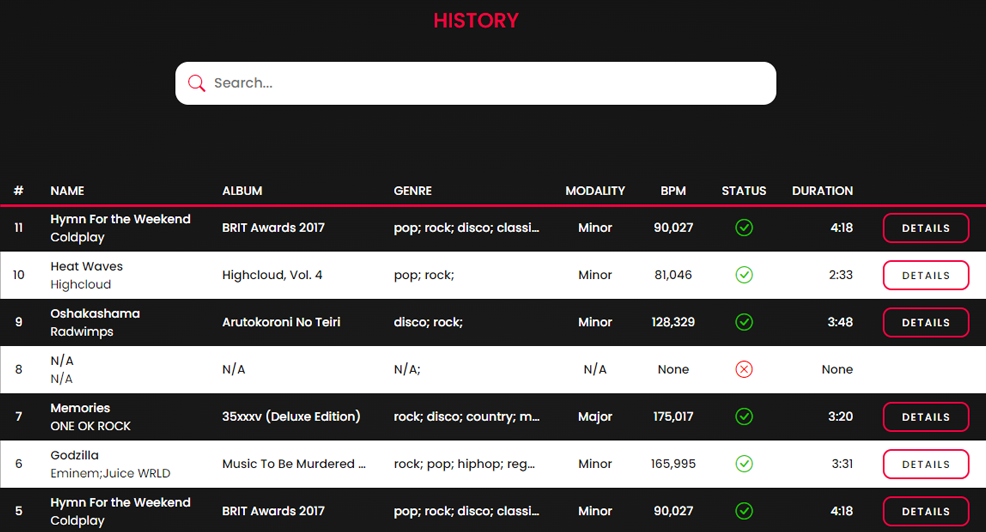 HISTORY
Search...
# NAME ALBUM GENRE MODALITY BPM STATUS DURATION
11 Hymn For the Weekend BRIT Awards 2017 pop; rock; disco; classi... Minor 90,027 4:18 DETAILS
Coldplay
10 Heat Waves Highcloud, Vol. 4 pop; rock; Minor 81,046 2:33 DETAILS
Highcloud
9 Oshakashama Arutokoroni No Teiri disco; rock; Minor 128,329 3:48 DETAILS
Radwimps
8 N/A N/A N/A; N/A None None
N/A
7 Memories 35xxxv (Deluxe Edition) rock; disco; country; m... Major 175,017 3:20 DETAILS
ONE OK ROCK
6 Godzilla Music To Be Murdered ... rock; pop; hiphop; reg... Minor 165,995 3:31 DETAILS
Eminem;Juice WRLD
5 Hymn For the Weekend BRIT Awards 2017 pop; rock; disco; classi... Minor 90,027 4:18 DETAILS
Coldplay